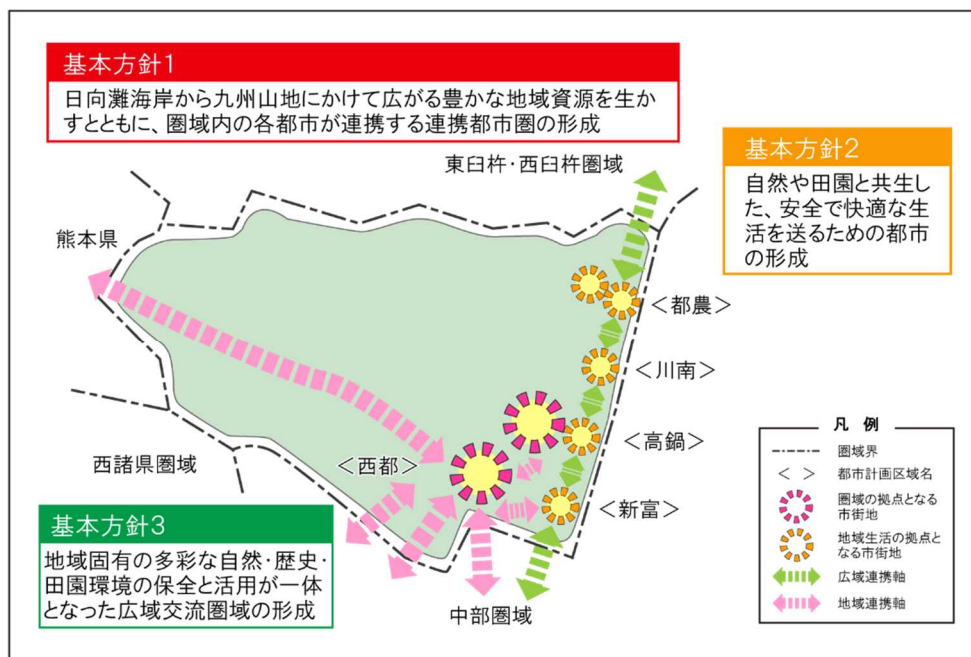 基本方針1
日向灘海岸から九州山地にかけて広がる豊かな地域資源を生か
すとともに、圏域内の各都市が連携する連携都市圏の形成
東臼杵・西臼杵圏域
基本方針2
自然や田園と共生し
た、安全で快適な生
活を送るための都市
の形成
熊本県
＜都農＞
＜川南＞
＜高鍋＞
＜西都＞
西諸県圏域
＜新富＞
基本方針3
地域固有の多彩な自然・歴史・
田園環境の保全と活用が一体
となった広域交流圏域の形成
中部圏域
凡 例
圏域界
＜ ＞ 都市計画区域名
圏域の拠点となる
市街地
地域生活の拠点と
なる市街地
広域連携軸
地域連携軸